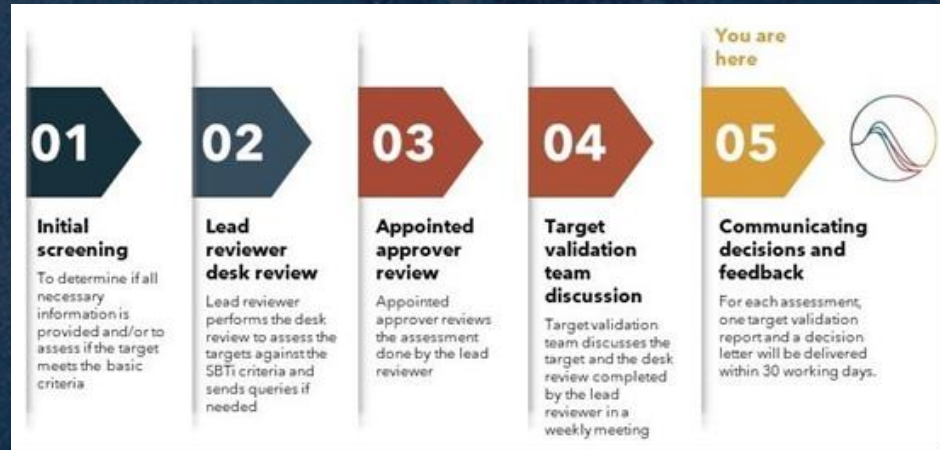 You are
here
01
02
03
04
05
Initial
screening
To determine if all
necessary
information is
provided and/or to
assess if the target
meets the basic
criteria
Lead
reviewer
desk review
Lead reviewer
performs the desk
review to assess the
targets against the
SBTi criteria and
sends queries if
needed
Appointed
approver
review
Appointed
approver reviews
the assessment
done by the lead
reviewer
Target
validation
team
discussion
Target validation
team discusses the
target and the desk
review completed
by the lead
reviewer in a
weekly meeting
Communicating
decisions and
feedback
For each assessment,
one target validation
report and a decision
letter will be delivered
within 30 working days.